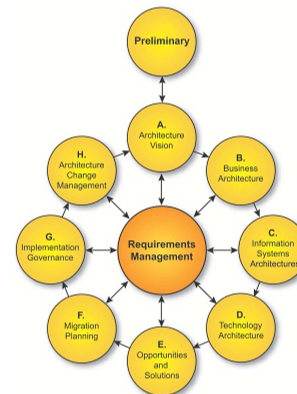 Preliminary
A.
Architecture
Vision
B.
Business
Architecture
C.
Information
Systems
Architectures
D.
Technology
Architecture
E.
Opportunities
and
Solutions
F.
Migration
Planning
G.
Implementation
Governance
H.
Architecture
Change
Management
Requirements
Management